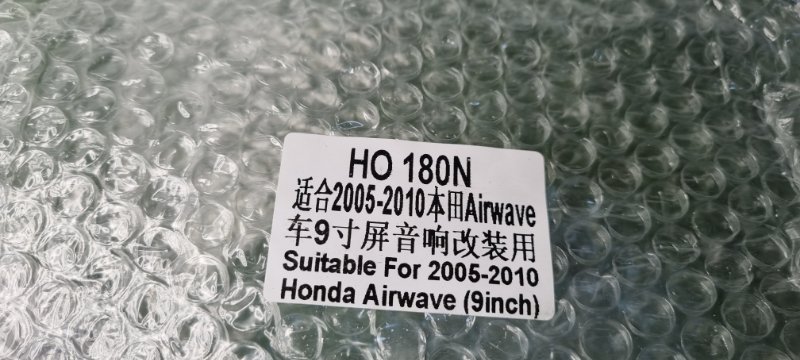 HO 180N
适合2005-2010本田Airwave
车9寸屏音响改装用
Suitable For 2005-2010
Honda Airwave (9inch)